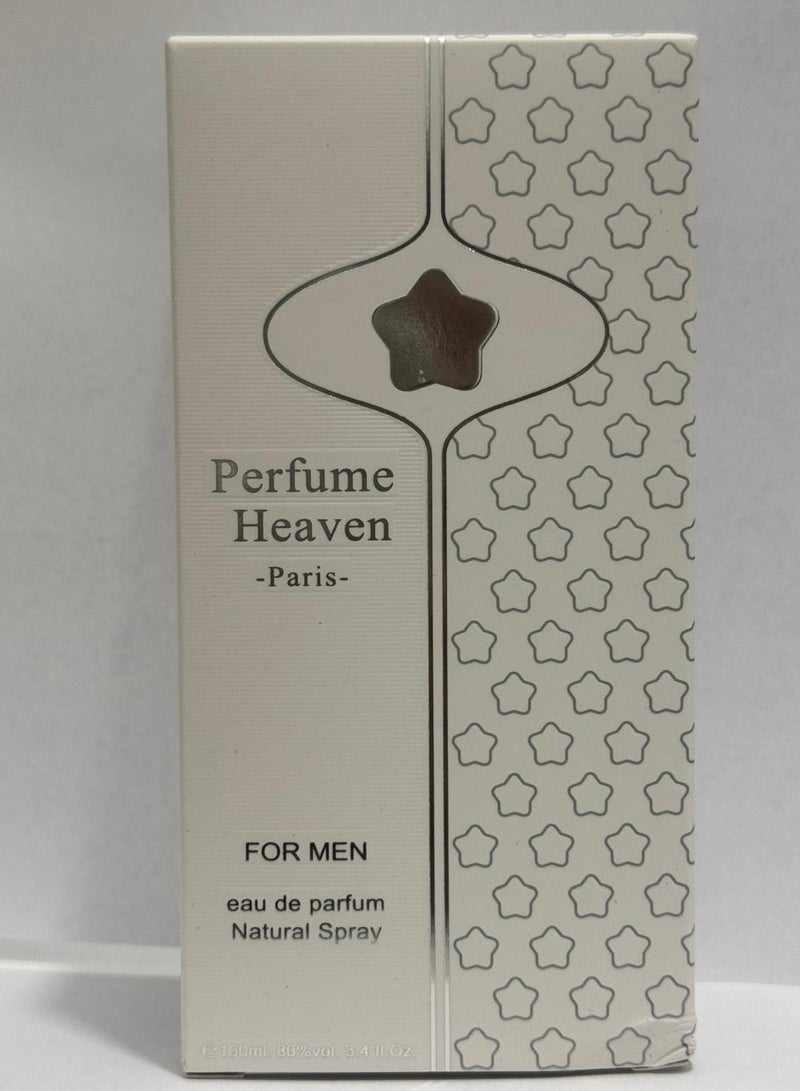 Perfume
Heaven
-Paris-
FOR MEN
eau de parfum
Natural Spray
℮100ml. 80%vol. 3.4 fl.Oz.